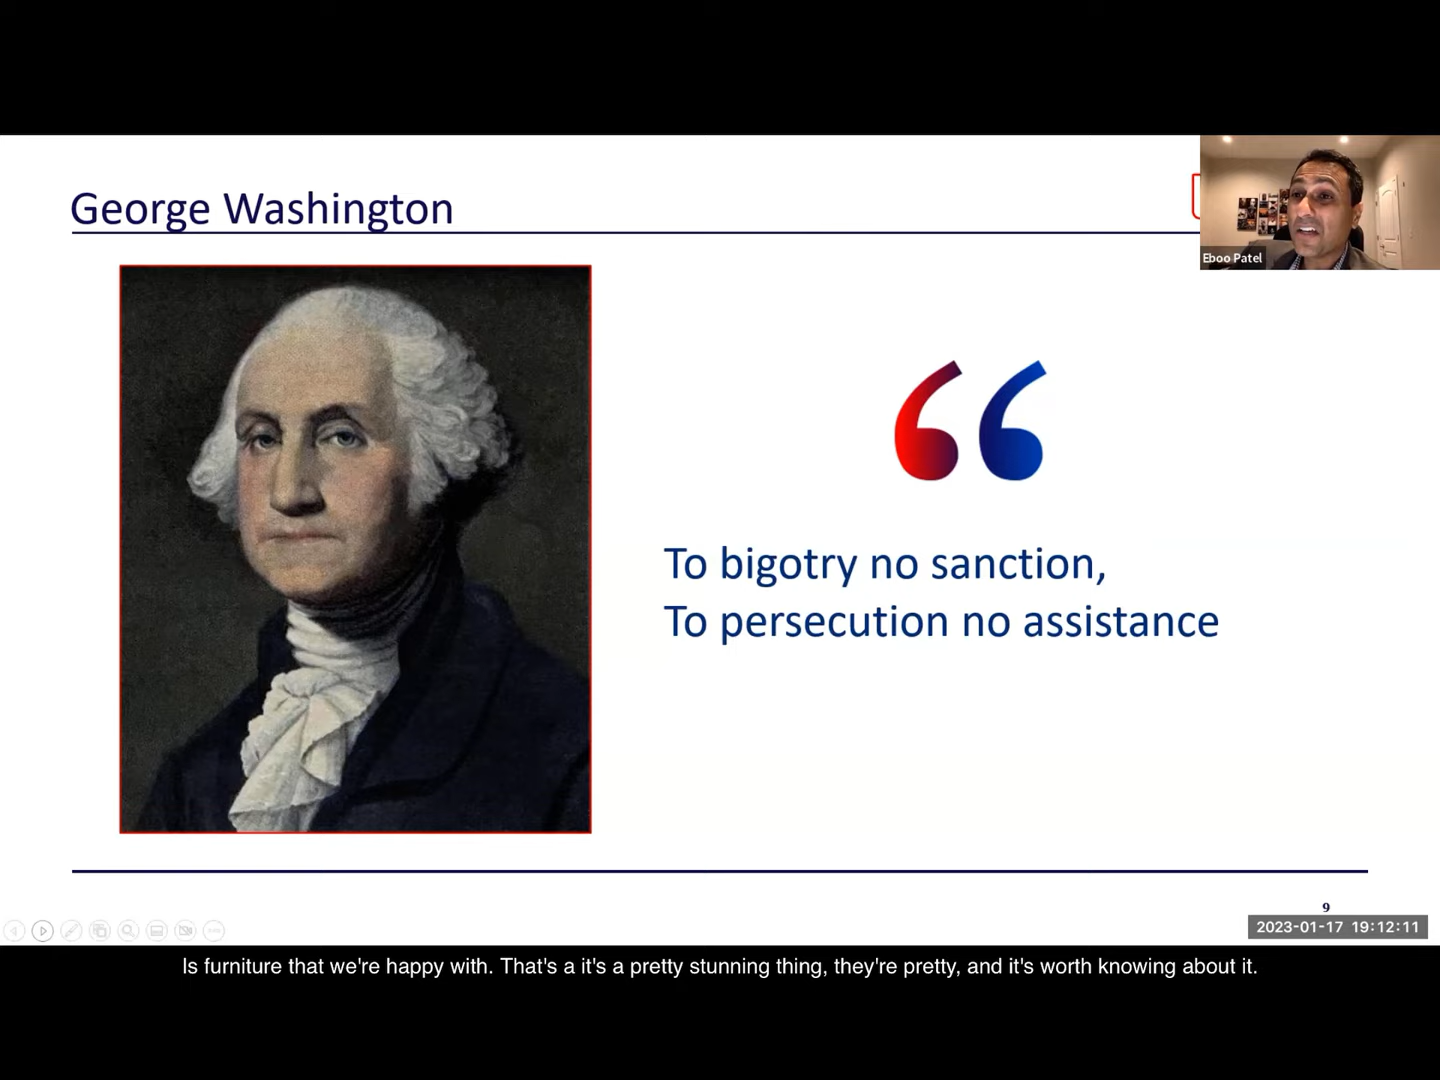 George Washington
Eboo Patel
To bigotry no sanction,
To persecution no assistance
9
2023-01-17 19:12:11
Is furniture that we're happy with. That's a it's a pretty stunning thing, they're pretty, and it's worth knowing about it.